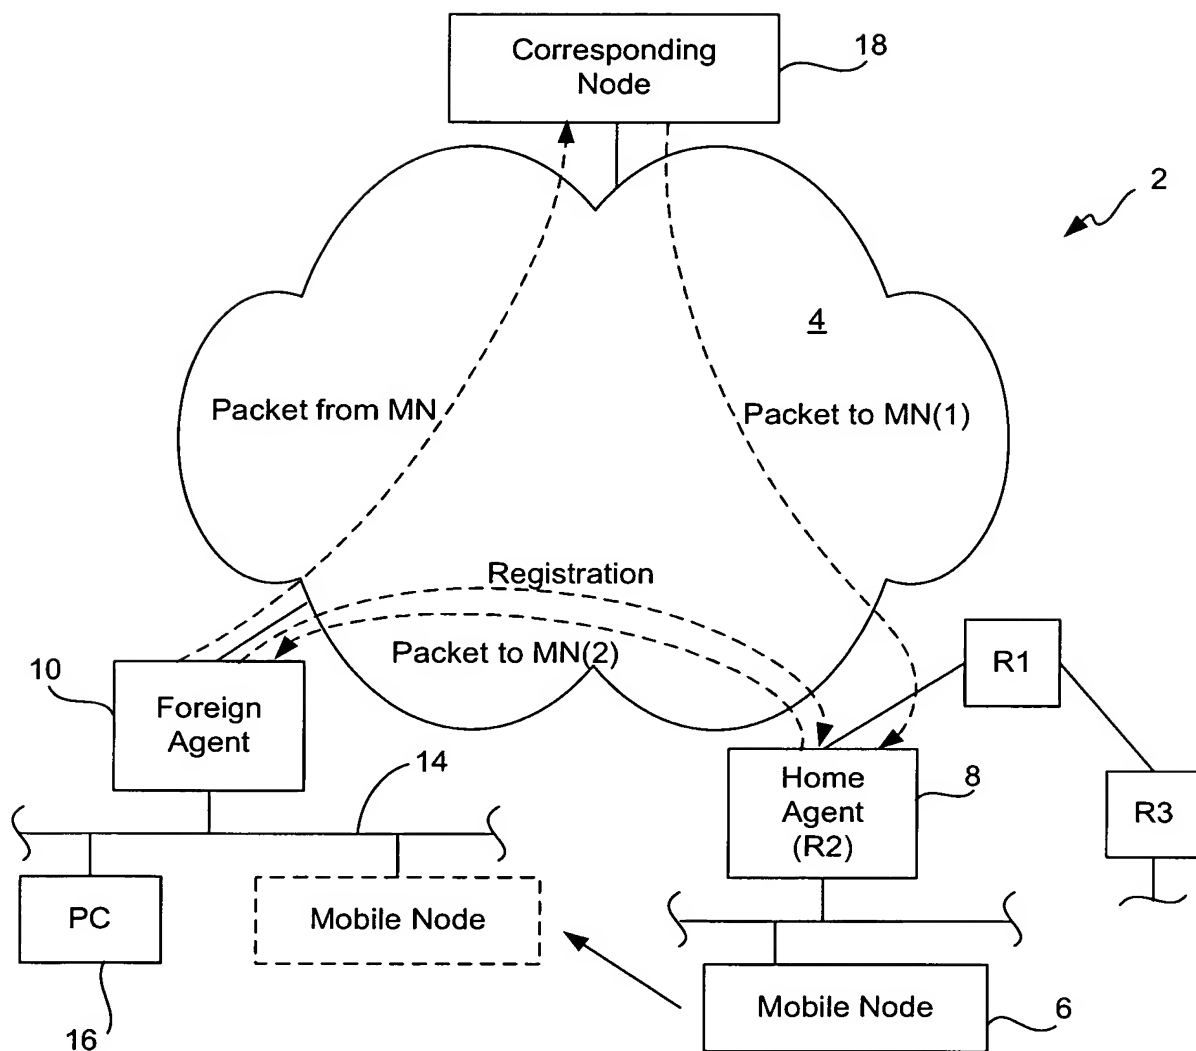 Corresponding
Node
18
2
4
Packet from MN
Packet to MN(1)
Registration
Packet to MN(2)
10
Foreign
Agent
R1
14
Home
Agent
(R2)
8
R3
PC
Mobile Node
16
Mobile Node
6